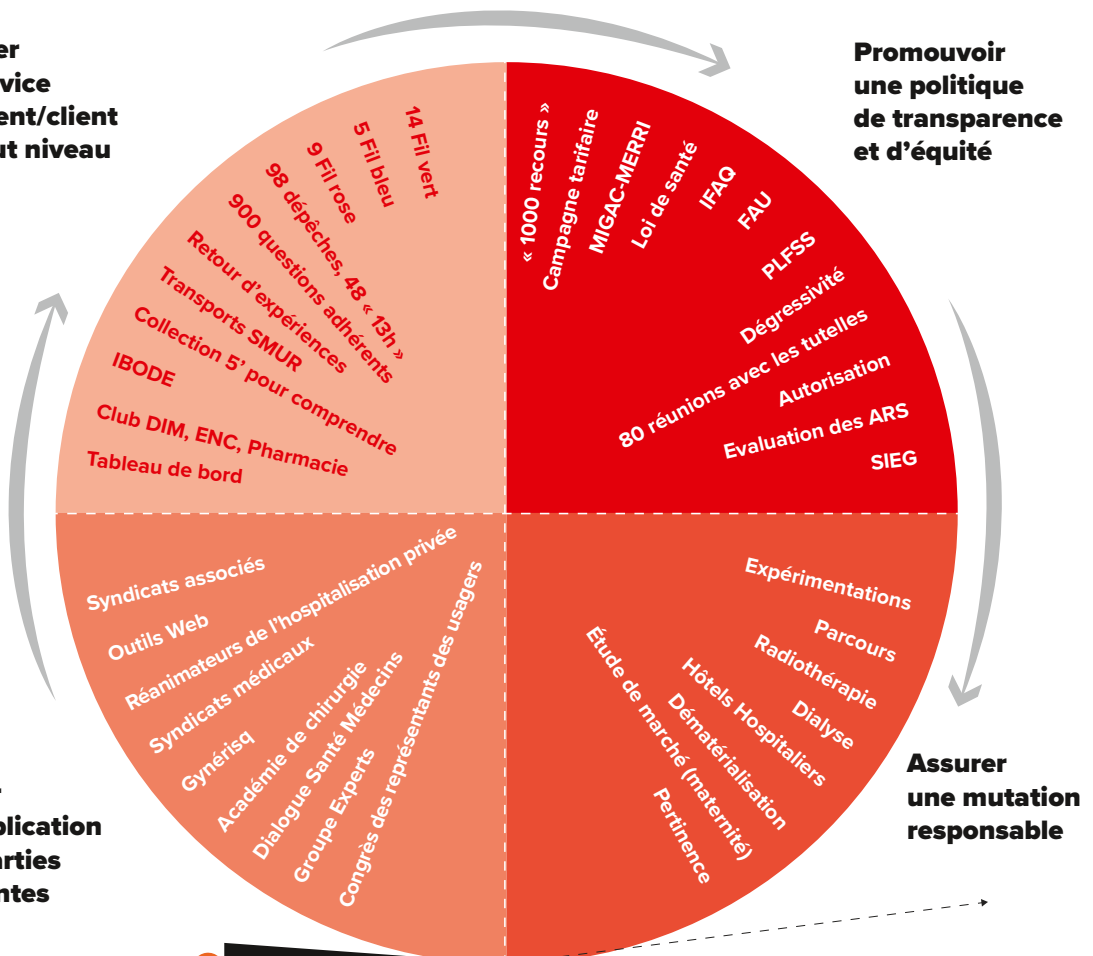 er
vice
ent/client
ut niveau
Promouvoir
une politique
de transparence
et d'équité
14 Fil vert
5 Fil bleu
9 Fil rose
98 dépêches, 48 « 13h »
900 questions adhérents
Retour d'expériences
Transports SMUR
Collection 5' pour comprendre
IBODE
Club DIM, ENC, Pharmacie
Tableau de bord
« 1000 recours »
Campagne tarifaire
MIGAC-MERRI
Loi de santé
IFAQ
FAU
PLFSS
Dégressivité
80 réunions avec les tutelles
Autorisation
Evaluation des ARS
SIEG
Syndicats associés
Outils Web
Réanimateurs de l'hospitalisation privée
Syndicats médicaux
Gynérisq
Académie de chirurgie
Dialogue Santé Médecins
Groupe Experts
Congrès des représentants des usagers
Expérimentations
Parcours
Radiothérapie
Dialyse
Hôtels Hospitaliers
Dématérialisation
Étude de marché (maternité)
Pertinence
plication
arties
ntes
Assurer
une mutation
responsable